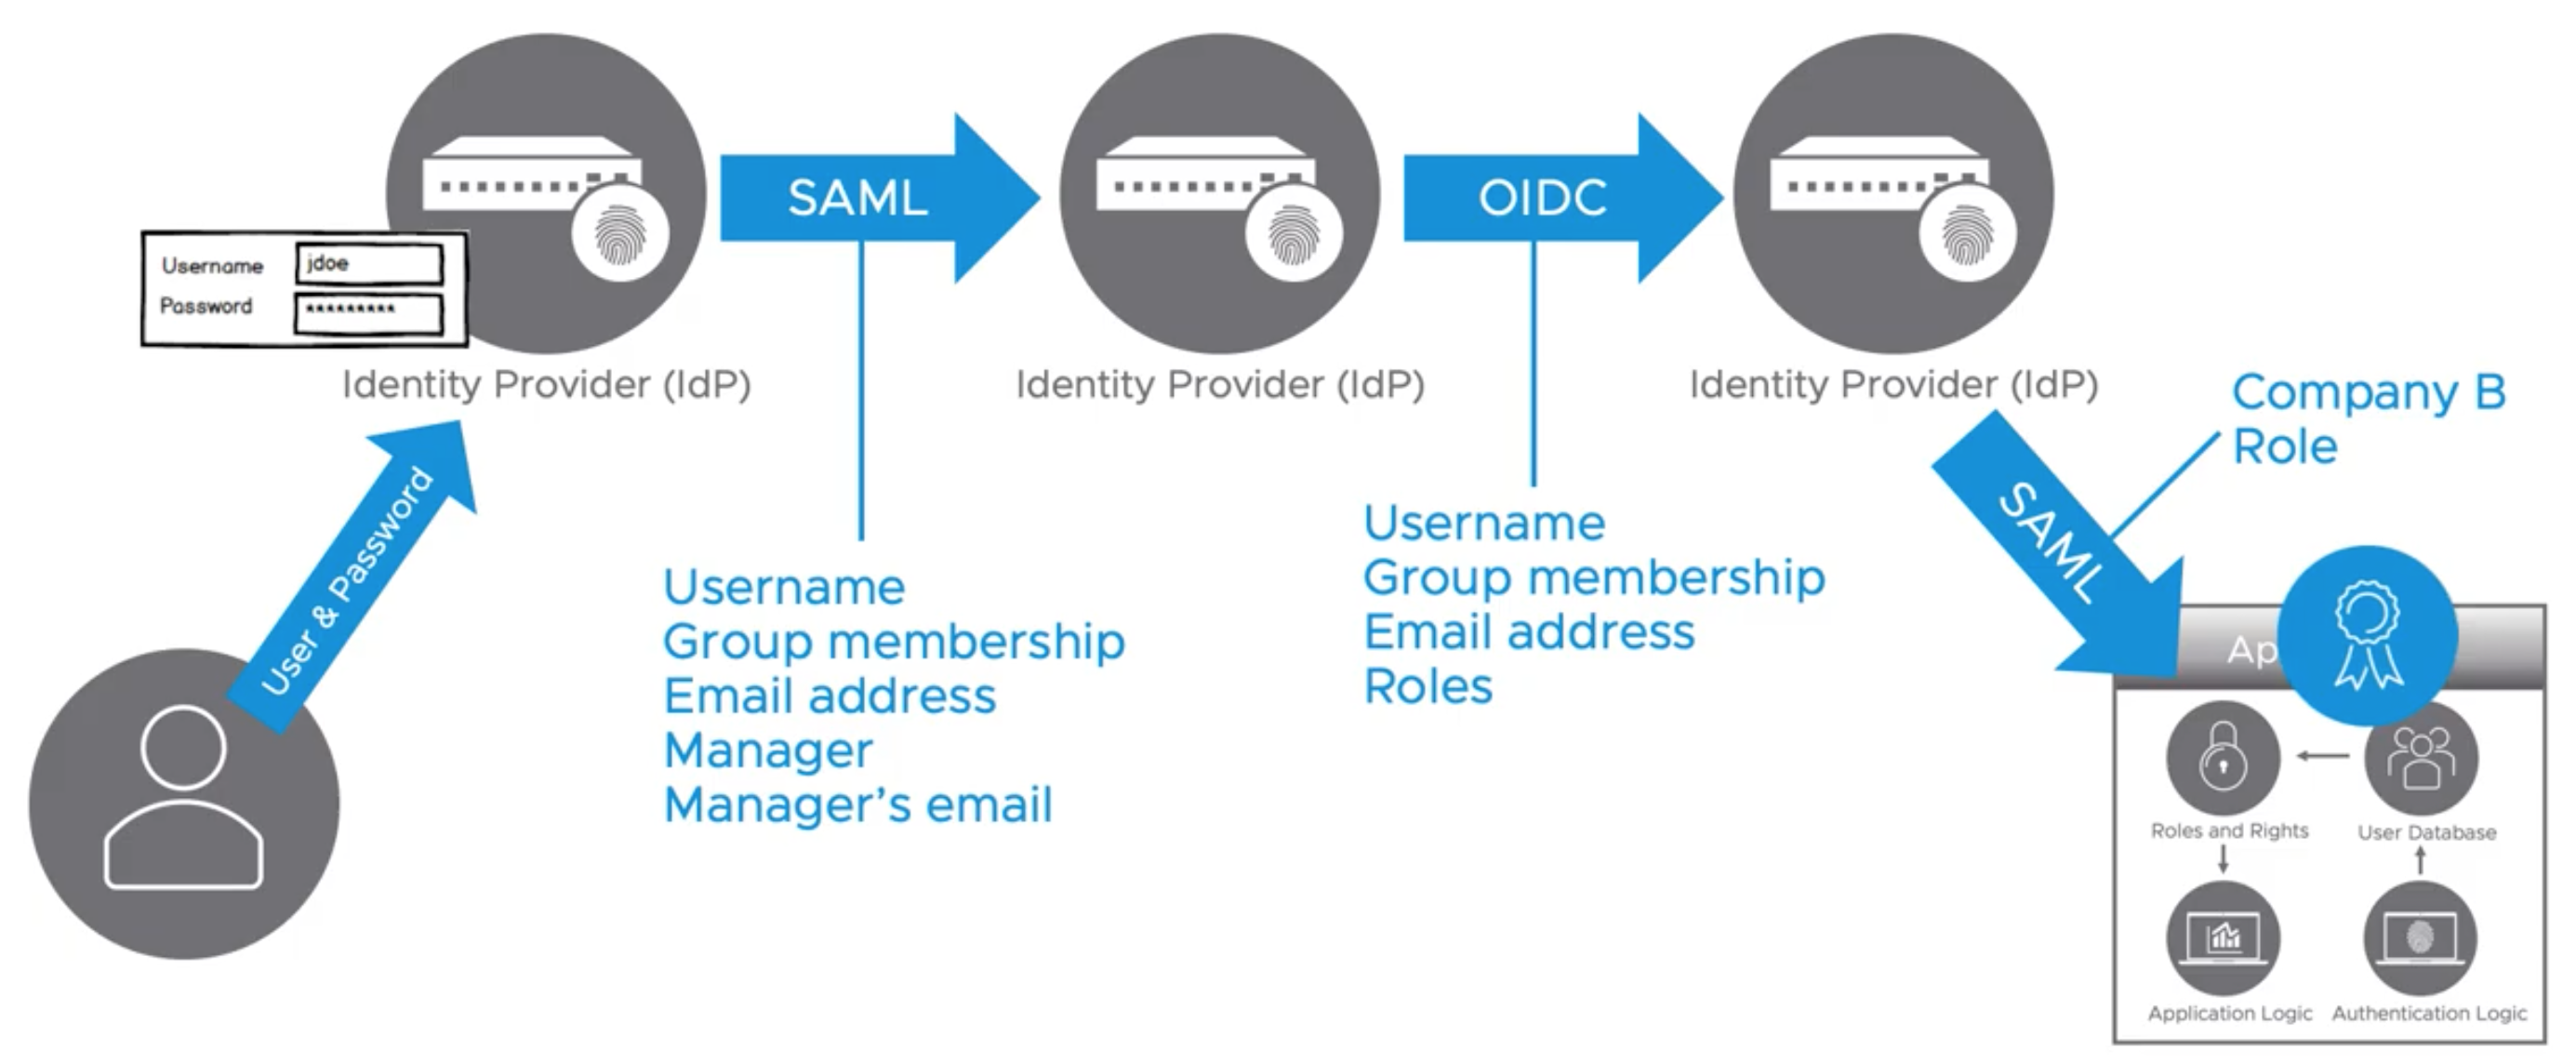 Username jdoe
Password *********
SAML
OIDC
Identity Provider (IdP)
Identity Provider (IdP)
Identity Provider (IdP)
User & Password
Username
Group membership
Email address
Manager
Manager's email
Username
Group membership
Email address
Roles
Company B
Role
SAML
Ap
Roles and Rights
User Database
Application Logic
Authentication Logic